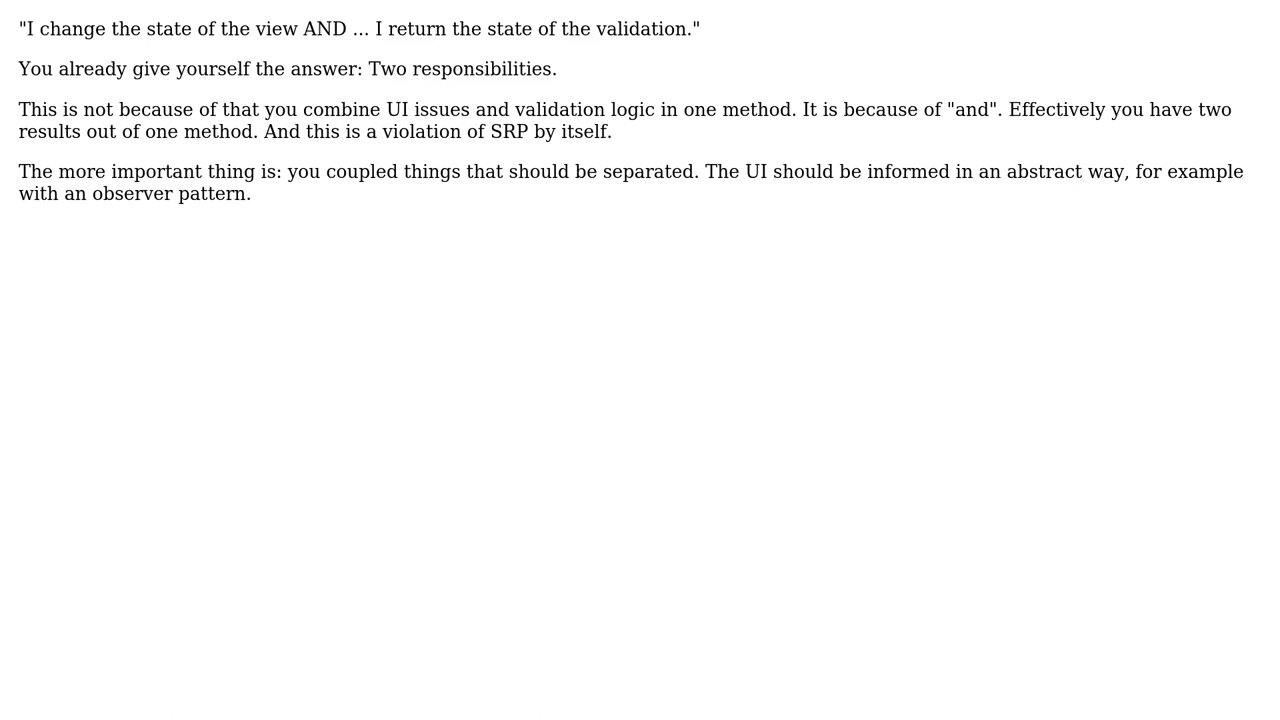 "I change the state of the view AND ... I return the state of the validation."
You already give yourself the answer: Two responsibilities.
This is not because of that you combine UI issues and validation logic in one method. It is because of "and". Effectively you have two
results out of one method. And this is a violation of SRP by itself.
The more important thing is: you coupled things that should be separated. The UI should be informed in an abstract way, for example
with an observer pattern.